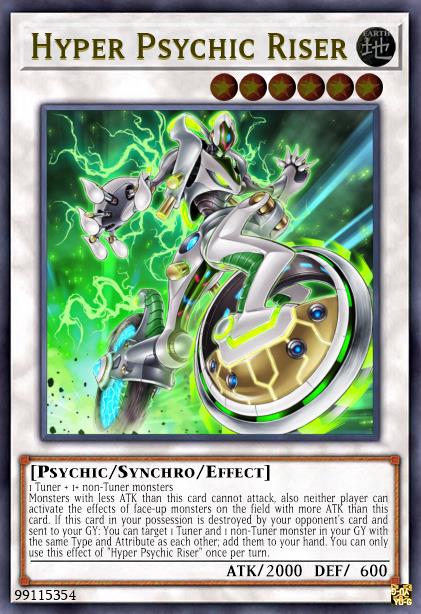 HYPER PSYCHIC RISER
EARTH
地
[PSYCHIC/SYNCHRO/EFFECT]
1 Tuner + 1+ non-Tuner monsters
Monsters with less ATK than this card cannot attack, also neither player can
activate the effects of face-up monsters on the field with more ATK than this
card. If this card in your possession is destroyed by your opponent's card and
sent to your GY: You can target 1 Tuner and 1 non-Tuner monster in your GY with
the same Type and Attribute as each other; add them to your hand. You can only
use this effect of "Hyper Psychic Riser" once per turn.
ATK/2000 DEF/ 600
99115354